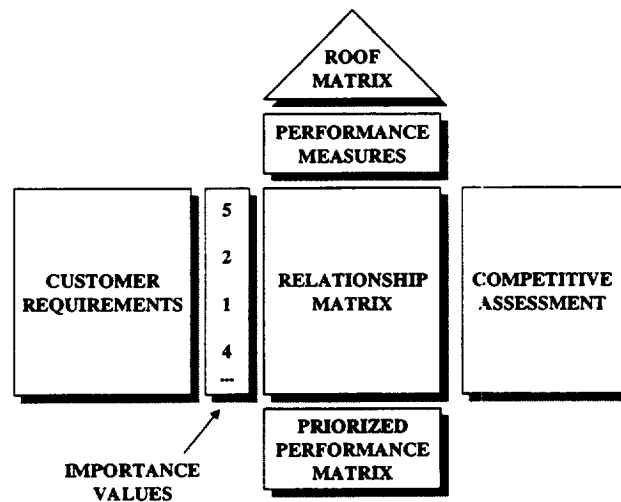 ROOF
MATRIX
PERFORMANCE
MEASURES
CUSTOMER
REQUIREMENTS
5
2
1
4
...
RELATIONSHIP
MATRIX
COMPETITIVE
ASSESSMENT
PRIORIZED
PERFORMANCE
MATRIX
IMPORTANCE
VALUES